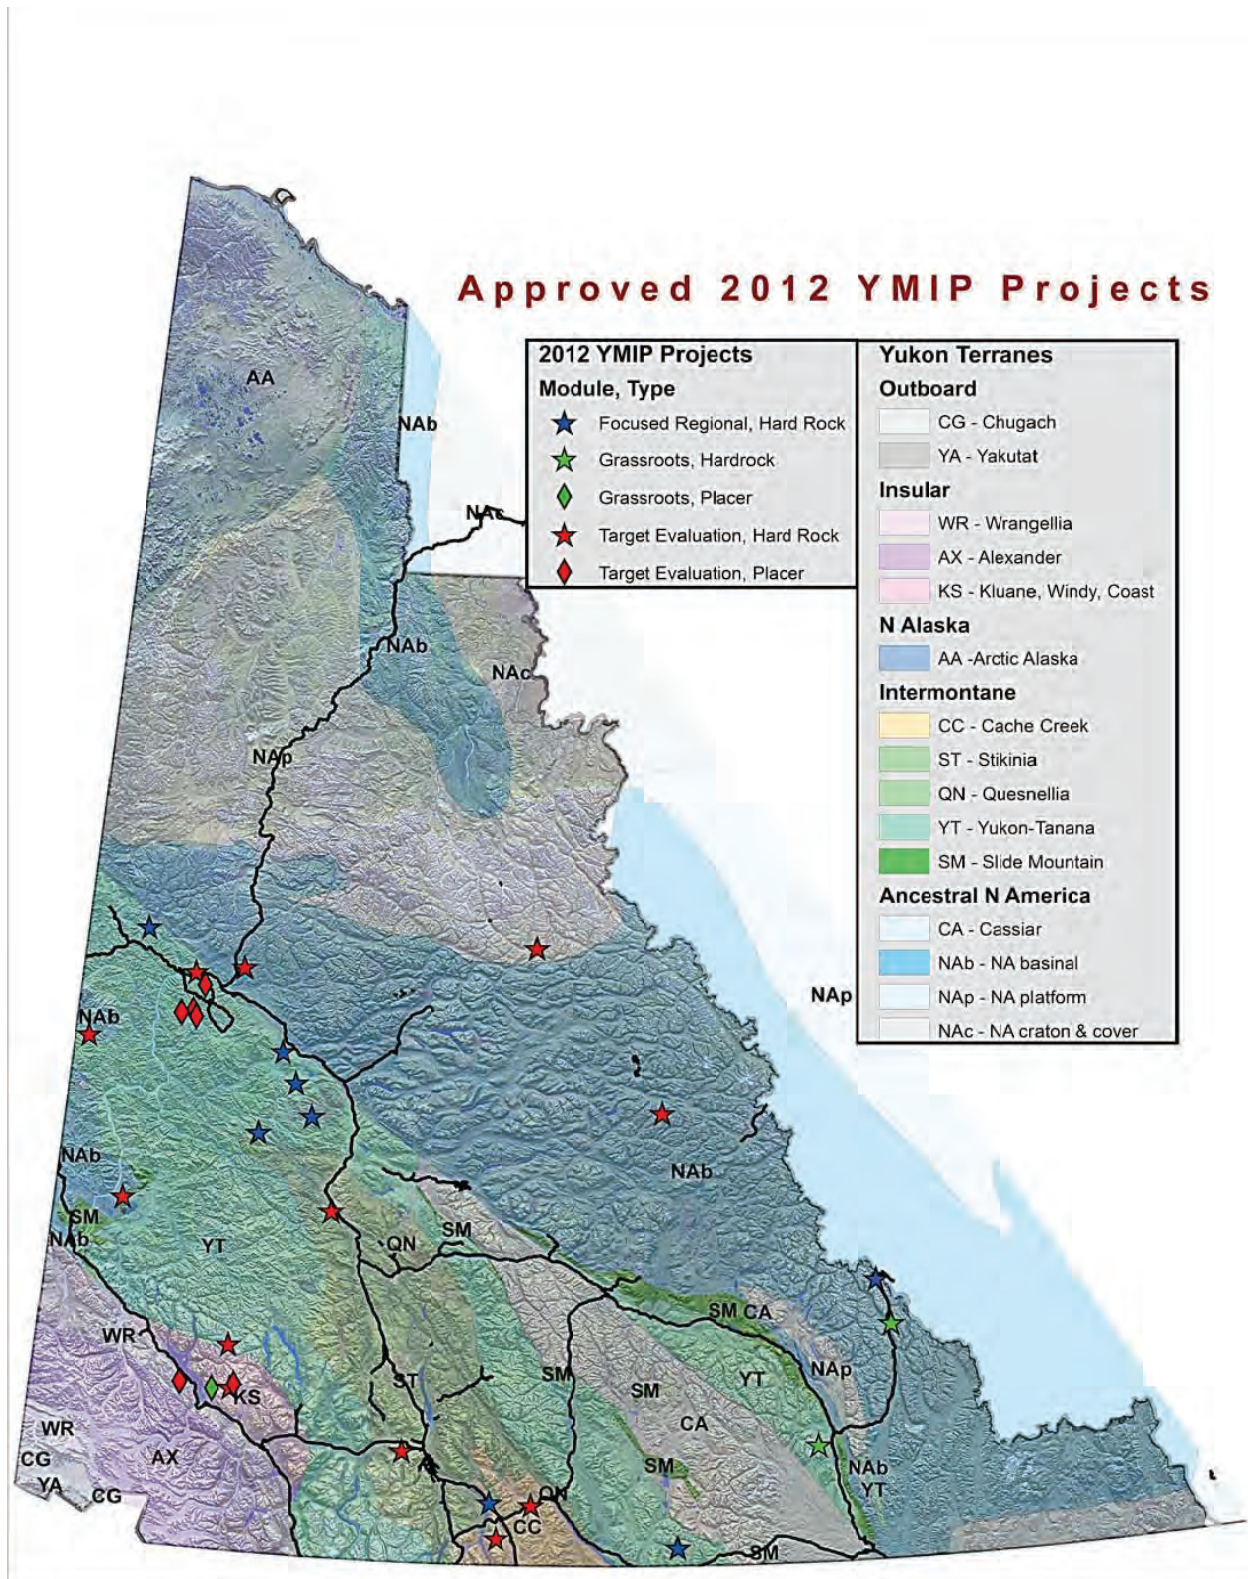 Approved 2012 YMIP Projects
2012 YMIP Projects
Module, Type
Focused Regional, Hard Rock
Grassroots, Hardrock
Grassroots, Placer
Target Evaluation, Hard Rock
Target Evaluation, Placer
Yukon Terranes
Outboard
CG - Chugach
YA - Yakutat
Insular
WR - Wrangellia
AX - Alexander
KS - Kluane, Windy, Coast
N Alaska
AA -Arctic Alaska
Intermontane
CC - Cache Creek
ST - Stikinia
QN - Quesnellia
YT - Yukon-Tanana
SM - Slide Mountain
Ancestral N America
CA - Cassiar
NAb - NA basinal
NAp - NA platform
NAc - NA craton & cover
AA
NAb
NAc
NAb
NAc
NAp
NAp
NAb
NAb
NAb
SM
NAb
YT
QN
SM
SM CA
WR
NAp
ST
SM
YT
SM
KS
CA
WR
AX
CG
SM
NAb
YA
YT
CG
QN
CC
SM